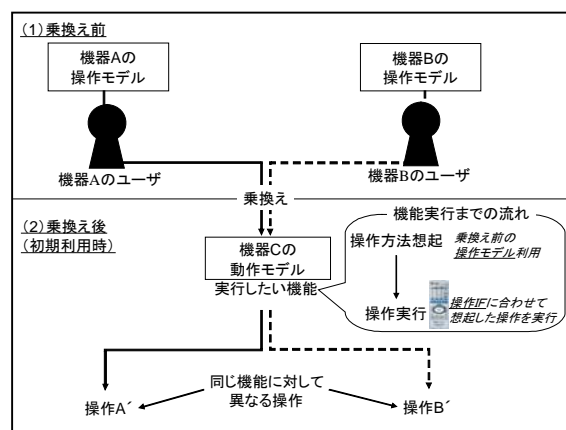 (1)乗換え前
機器Aの
操作モデル
機器Bの
操作モデル
機器Aのユーザ
機器Bのユーザ
乗換え
(2)乗換え後
(初期利用時)
機器Cの
動作モデル
実行したい機能
機能実行までの流れ
操作方法想起
乗換え前の
操作モデル利用
操作実行
操作IFに合わせて
想起した操作を実行
同じ機能に対して
異なる操作
操作A´
操作B´